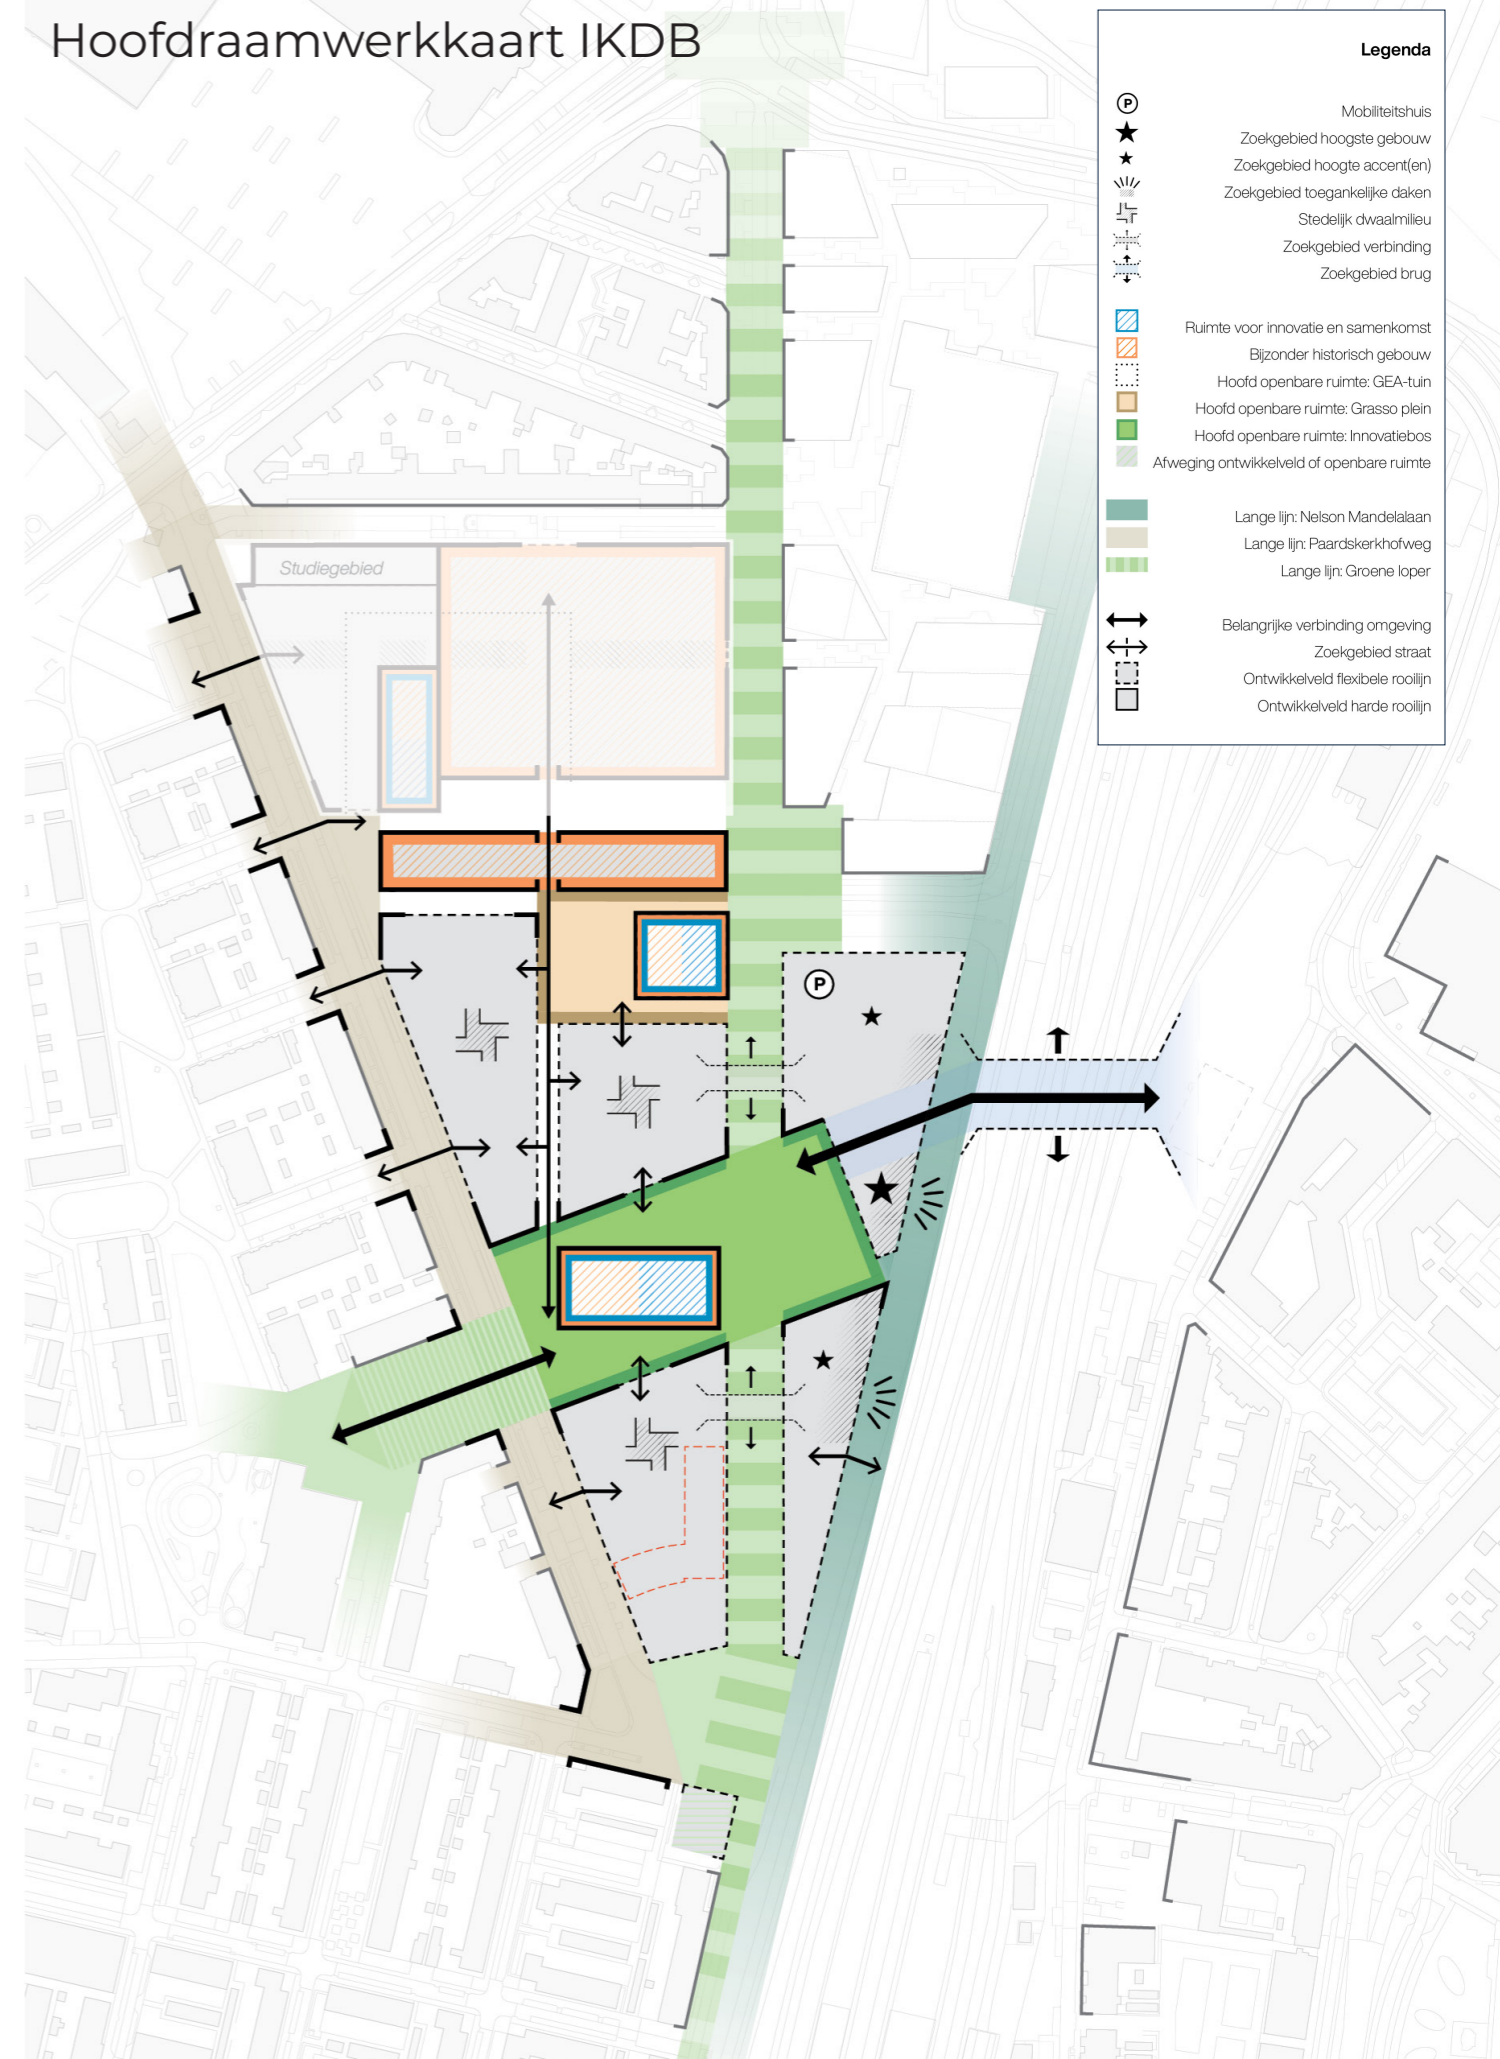 Hoofdraamwerkkaart IKDB
Legenda
P
Mobiliteitshuis
Zoekgebied hoogste gebouw
Zoekgebied hoogte accent(en)
Zoekgebied toegankelijke daken
Stedelijk dwaalmilieu
Zoekgebied verbinding
Zoekgebied brug
Ruimte voor innovatie en samenkomst
Bijzonder historisch gebouw
Hoofd openbare ruimte: GEA-tuin
Hoofd openbare ruimte: Grasso plein
Hoofd openbare ruimte: Innovatiebos
Afweging ontwikkelveld of openbare ruimte
Lange lijn: Nelson Mandelalaan
Lange lijn: Paardskerkhofweg
Lange lijn: Groene loper
Belangrijke verbinding omgeving
Zoekgebied straat
Ontwikkelveld flexibele rooilijn
Ontwikkelveld harde rooilijn
Studiegebied
P